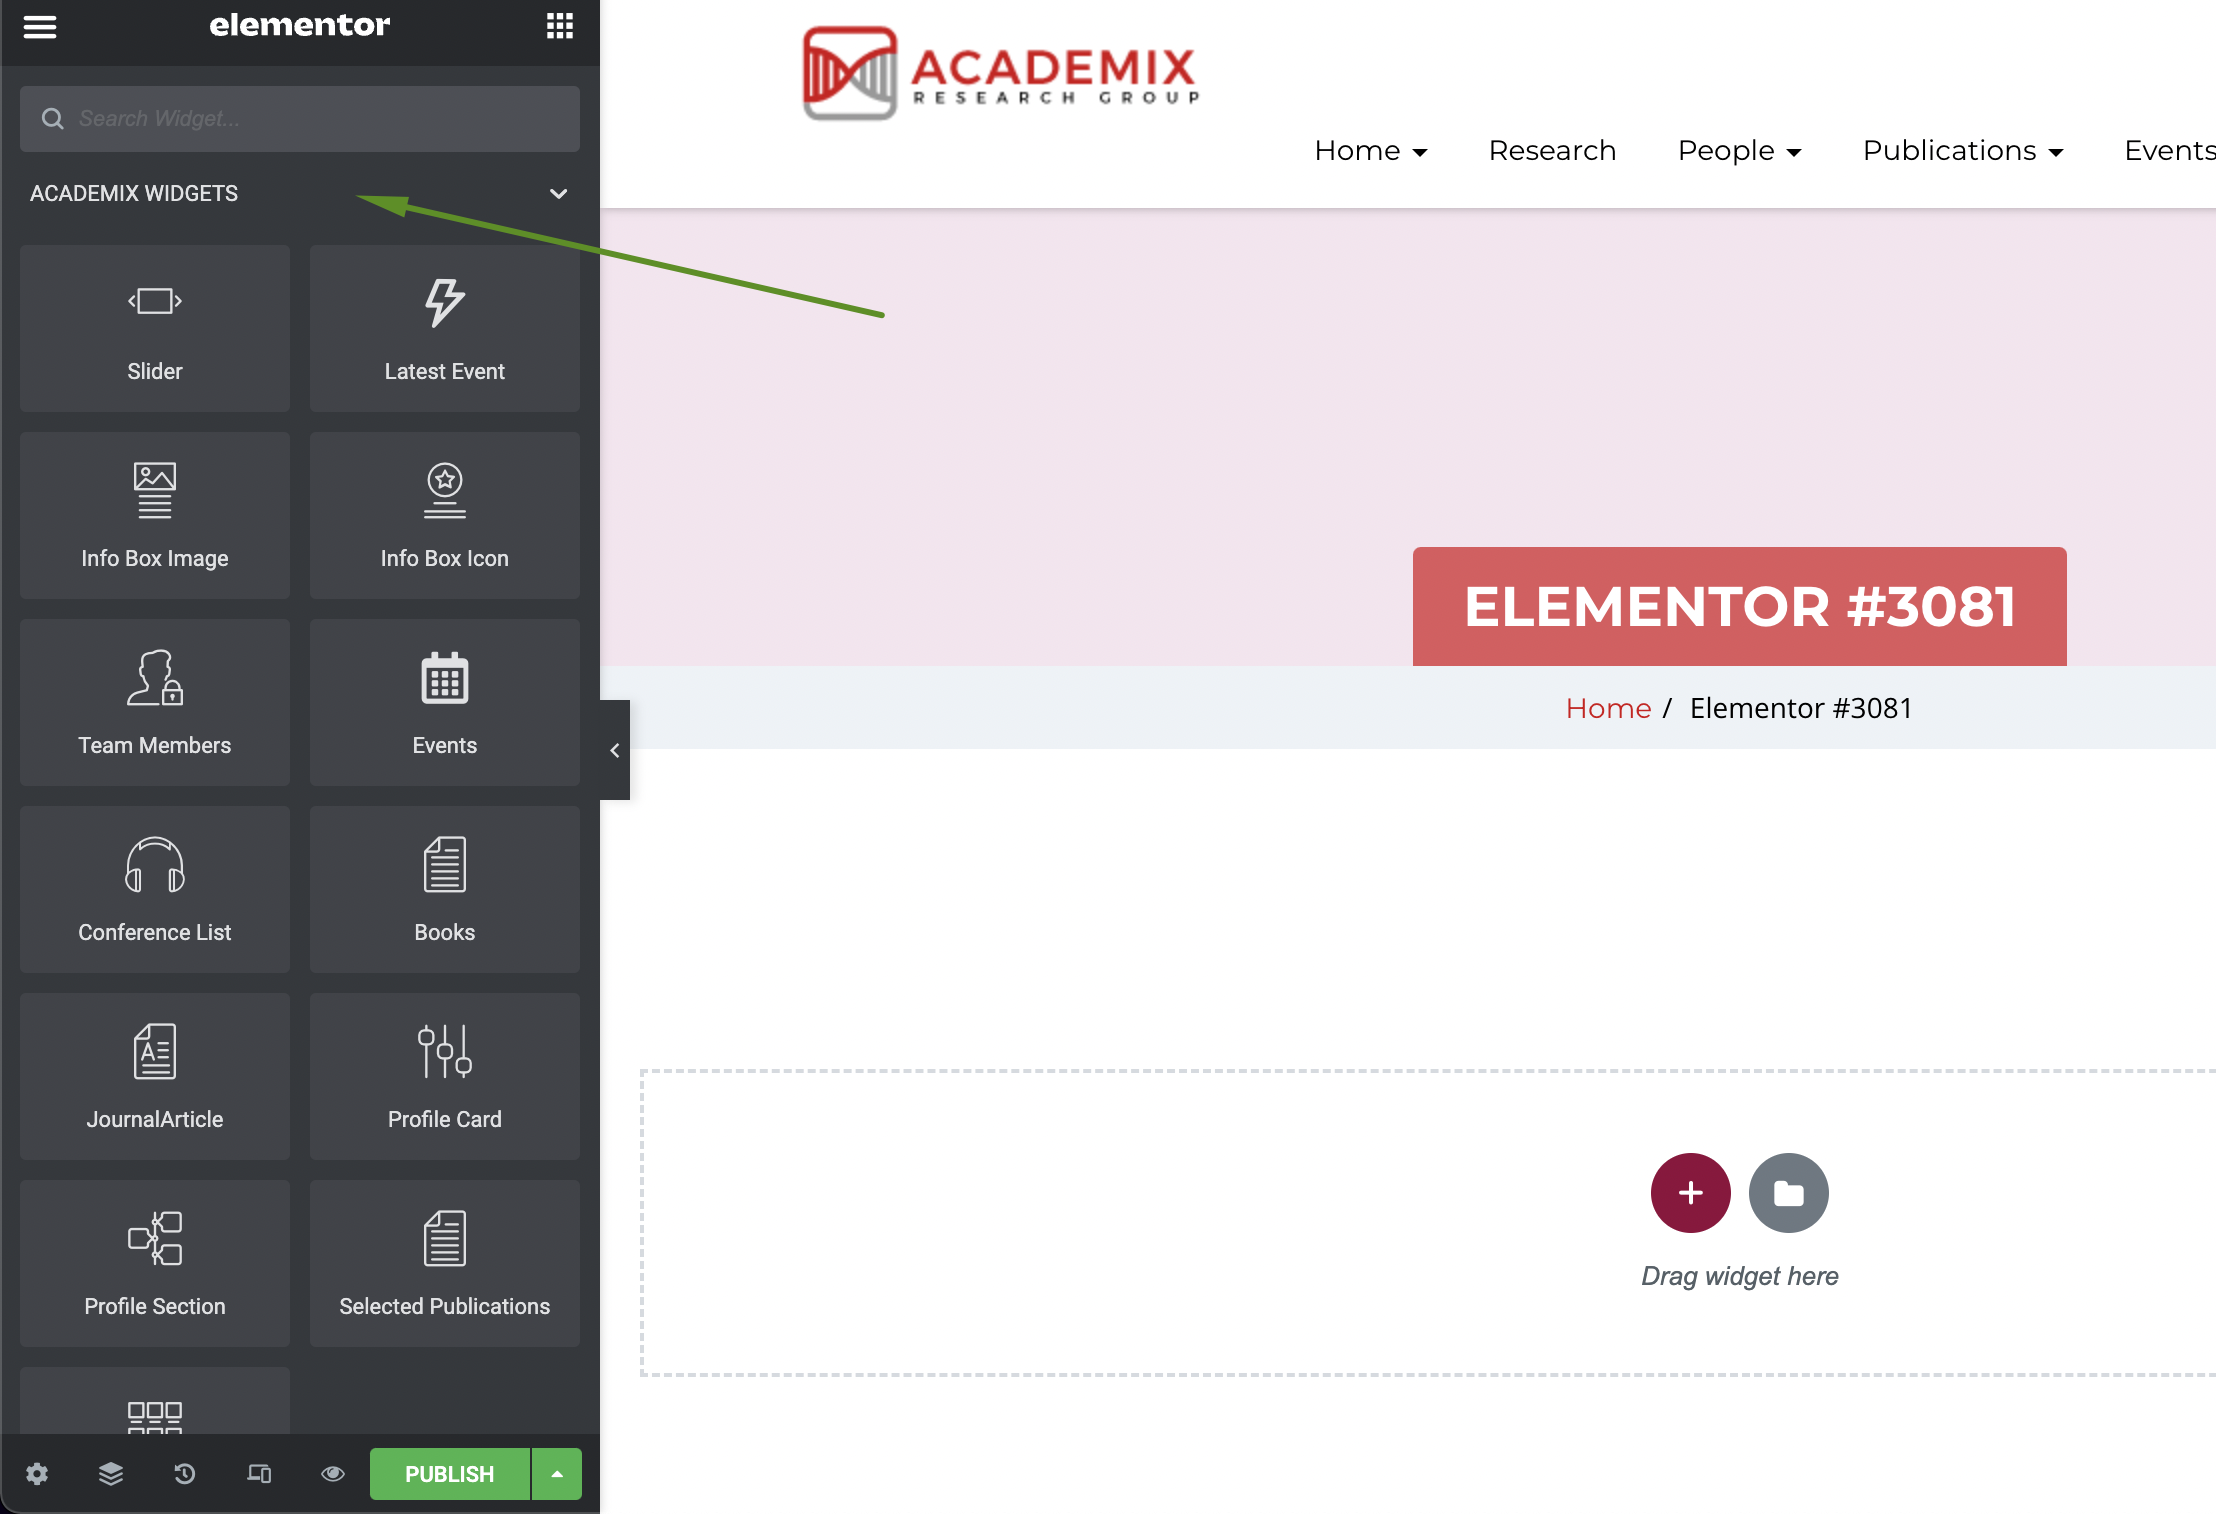 elementor
Search Widget...
ACADEMIX WIDGETS
Slider
Latest Event
Info Box Image
Info Box Icon
Team Members
Events
Conference List
Books
JournalArticle
Profile Card
Profile Section
Selected Publications
PUBLISH
ACADEMIX
RESEARCH GROUP
Home
Research
People
Publications
Events
ELEMENTOR #3081
Home / Elementor #3081
Drag widget here